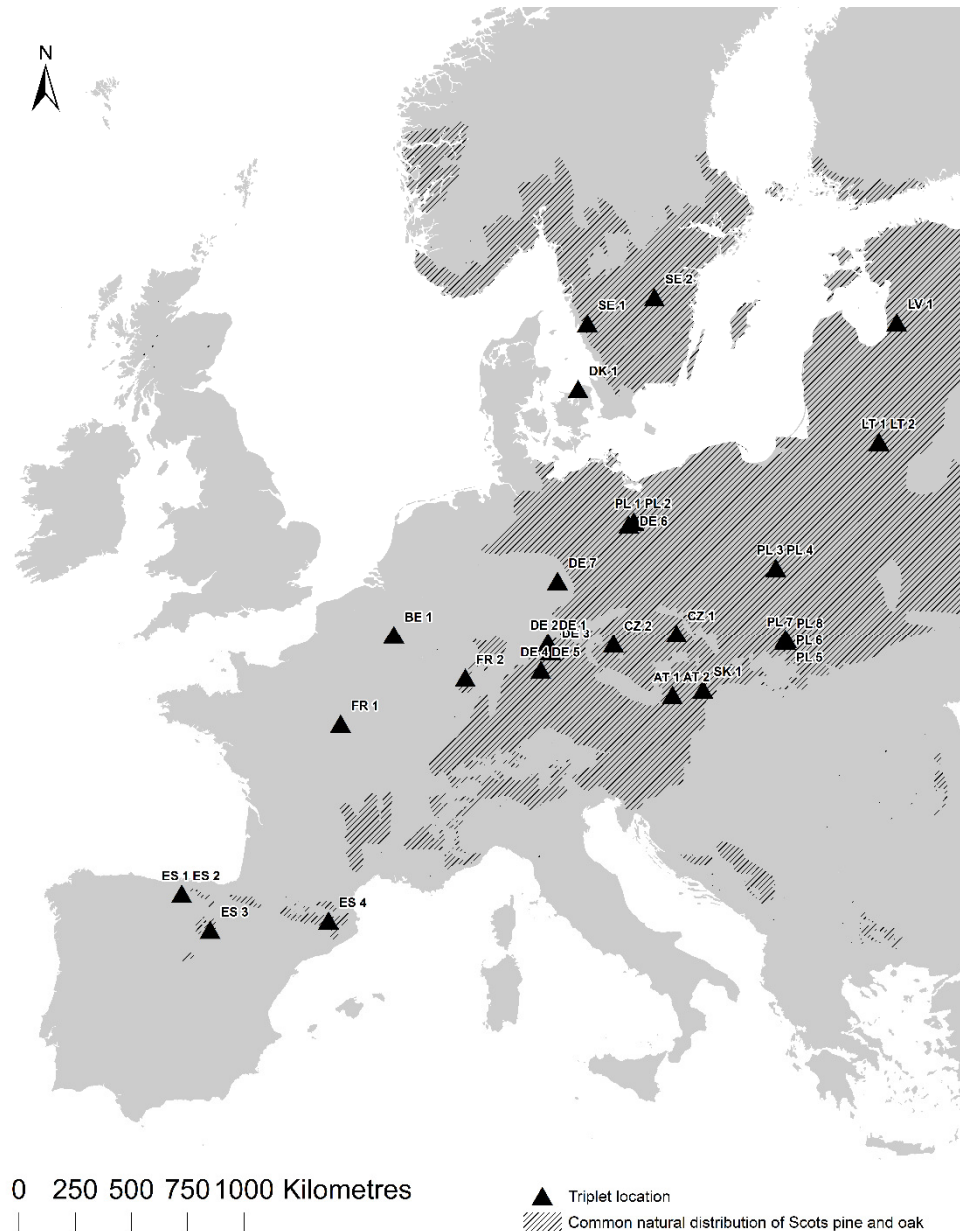 N
SE 2
SE 1
LV 1
DK 1
LT 1 LT 2
PL 1 PL 2
DE 6
PL 3 PL 4
DE 7
BE 1
DE 2 DE 1
DE 3
DE 4 DE 5
CZ 2
CZ 1
PL 7 PL 8
PL 6
PL 5
FR 2
AT 1 AT 2
SK 1
FR 1
ES 1 ES 2
ES 3
ES 4
0 250 500 750 1000 Kilometres
Triplet location
Common natural distribution of Scots pine and oak